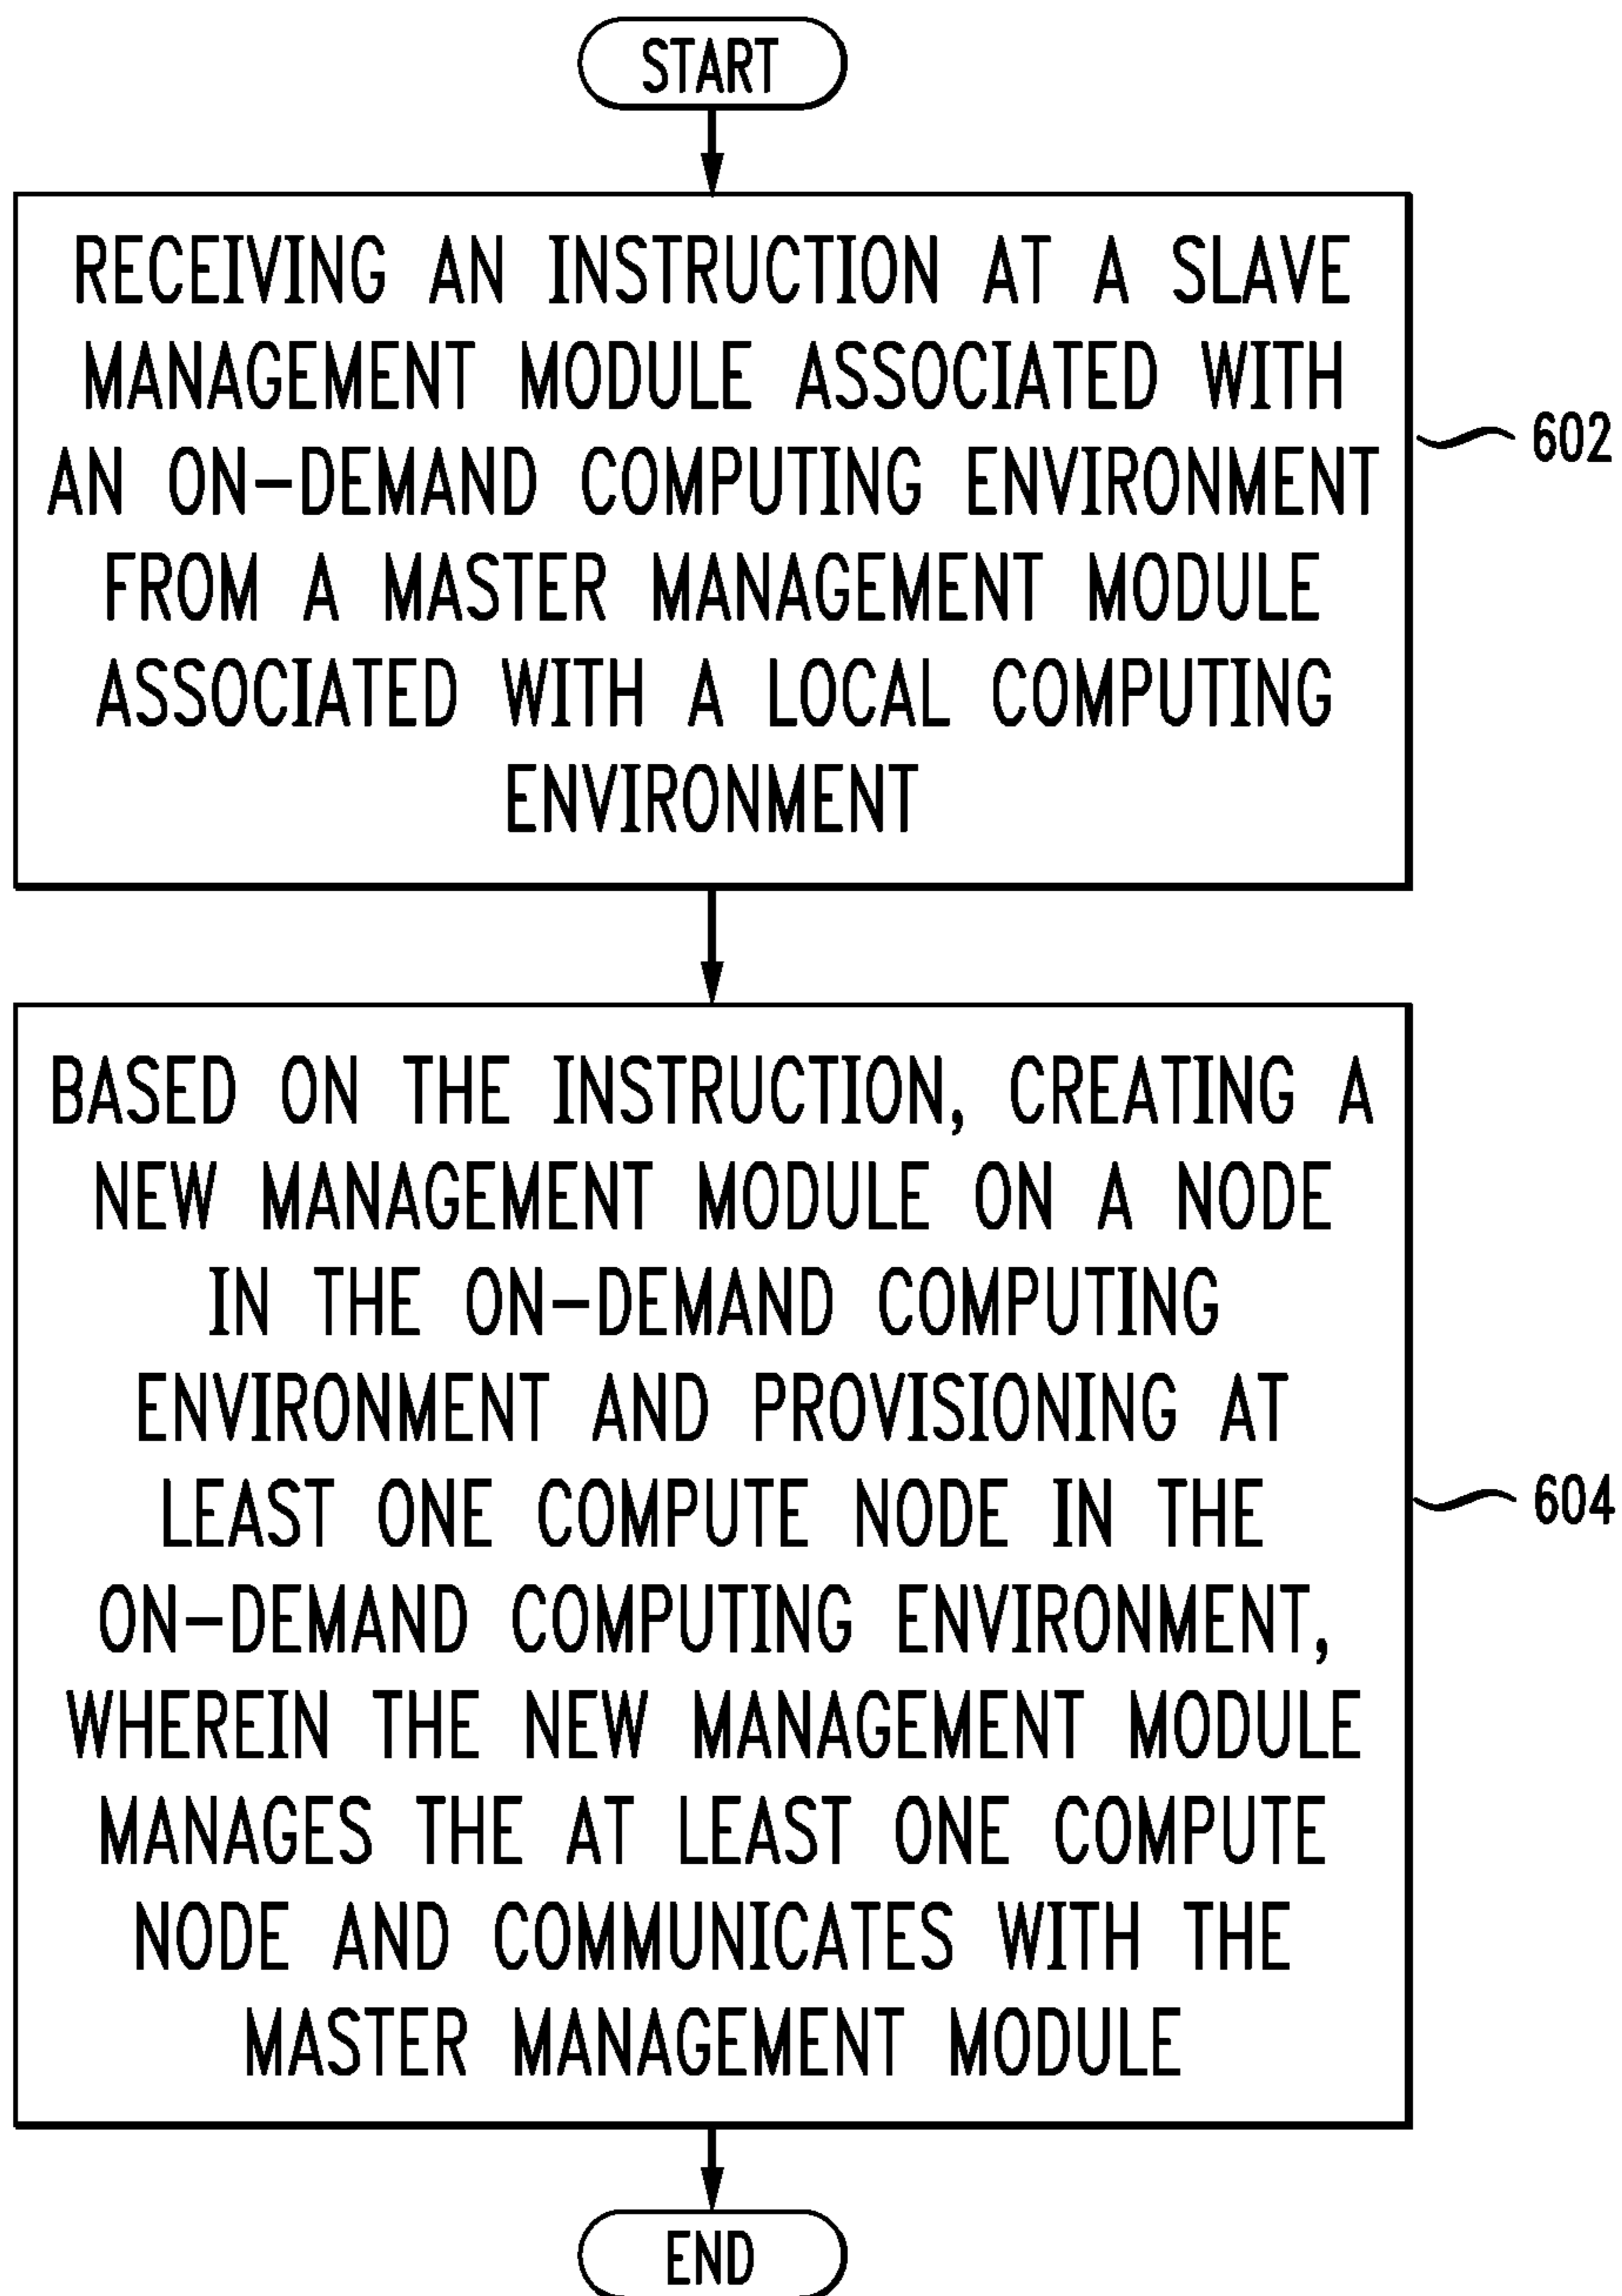 START
RECEIVING AN INSTRUCTION AT A SLAVE
MANAGEMENT MODULE ASSOCIATED WITH
AN ON-DEMAND COMPUTING ENVIRONMENT
FROM A MASTER MANAGEMENT MODULE
ASSOCIATED WITH A LOCAL COMPUTING
ENVIRONMENT
602
BASED ON THE INSTRUCTION, CREATING A
NEW MANAGEMENT MODULE ON A NODE
IN THE ON-DEMAND COMPUTING
ENVIRONMENT AND PROVISIONING AT
LEAST ONE COMPUTE NODE IN THE
ON-DEMAND COMPUTING ENVIRONMENT,
WHEREIN THE NEW MANAGEMENT MODULE
MANAGES THE AT LEAST ONE COMPUTE
NODE AND COMMUNICATES WITH THE
MASTER MANAGEMENT MODULE
604
END